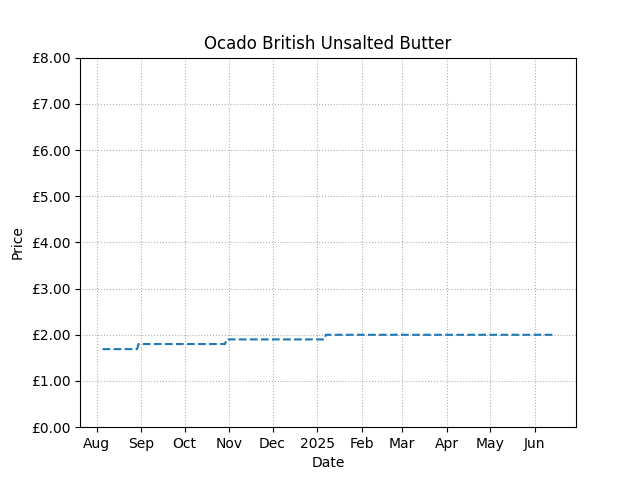 Ocado British Unsalted Butter
£8.00
£7.00
£6.00
£5.00
£4.00
£3.00
£2.00
£1.00
£0.00
Price
Aug Sep Oct Nov Dec 2025 Feb Mar Apr May Jun
Date